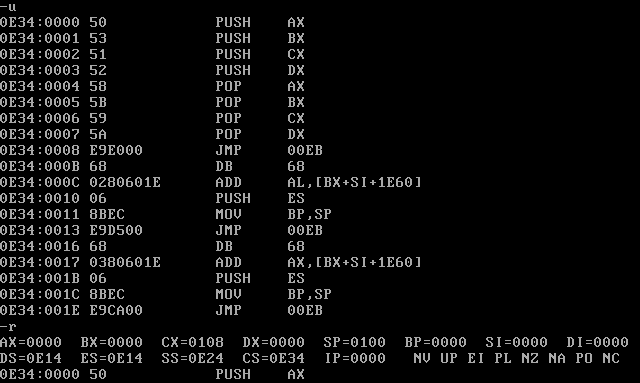 -u
0E34:0000 50            PUSH    AX
0E34:0001 53            PUSH    BX
0E34:0002 51            PUSH    CX
0E34:0003 52            PUSH    DX
0E34:0004 58            POP     AX
0E34:0005 5B            POP     BX
0E34:0006 59            POP     CX
0E34:0007 5A            POP     DX
0E34:0008 E9E000        JMP     00EB
0E34:000B 68            DB      68
0E34:000C 0280601E      ADD     AL,[BX+SI+1E60]
0E34:0010 06            PUSH    ES
0E34:0011 8BEC          MOV     BP,SP
0E34:0013 E9D500        JMP     00EB
0E34:0016 68            DB      68
0E34:0017 0380601E      ADD     AX,[BX+SI+1E60]
0E34:001B 06            PUSH    ES
0E34:001C 8BEC          MOV     BP,SP
0E34:001E E9CA00        JMP     00EB
-r
AX=0000  BX=0000  CX=0108  DX=0000  SP=0100  BP=0000  SI=0000  DI=0000
DS=0E14  ES=0E14  SS=0E24  CS=0E34  IP=0000   NV UP EI PL NZ NA PO NC
0E34:0000 50            PUSH    AX